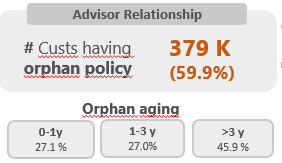 Advisor Relationship
# Custs having 379 K
orphan policy (59.9%)
Orphan aging
0-1y 1-3 y >3 y
27.1 % 27.0% 45.9 %